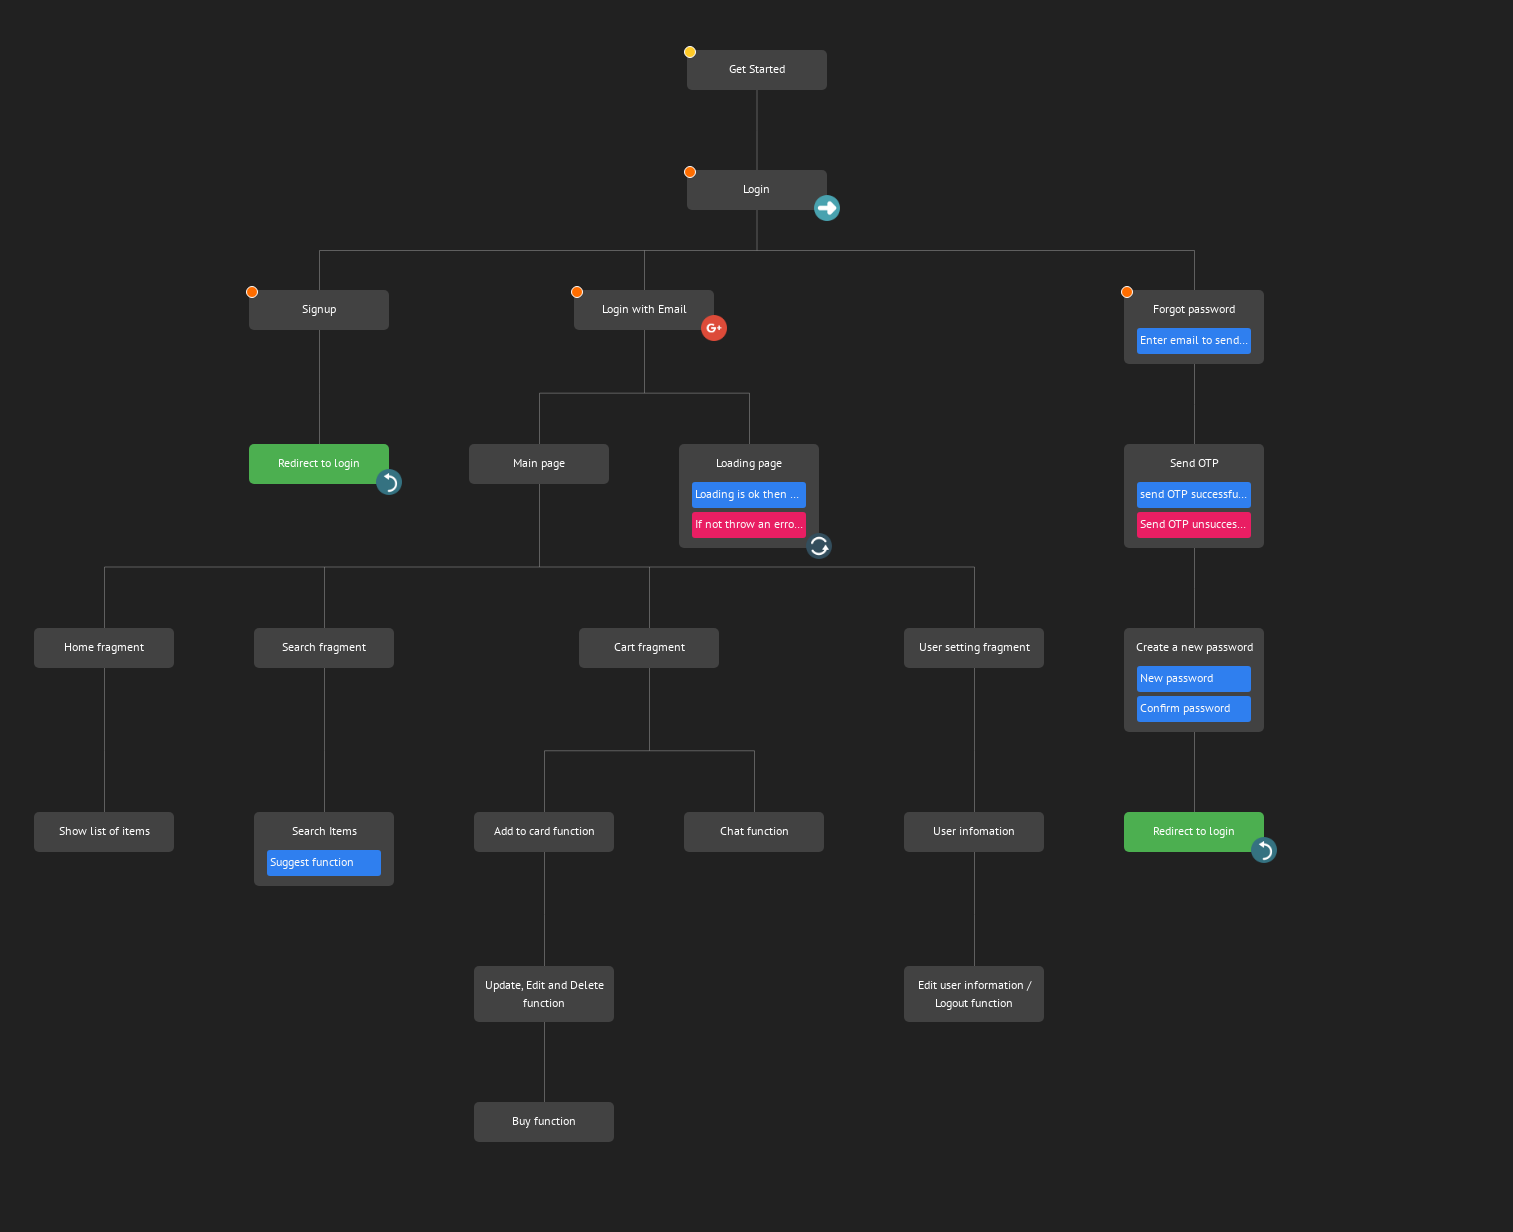 Get Started
Login
Signup
Login with Email
G+
Forgot password
Enter email to send...
Redirect to login
Main page
Loading page
Loading is ok then ...
If not throw an erro...
Send OTP
send OTP successfu...
Send OTP unsucces...
Home fragment
Search fragment
Cart fragment
User setting fragment
Create a new password
New password
Confirm password
Show list of items
Search Items
Suggest function
Add to card function
Chat function
User infomation
Redirect to login
Update, Edit and Delete
function
Edit user information /
Logout function
Buy function